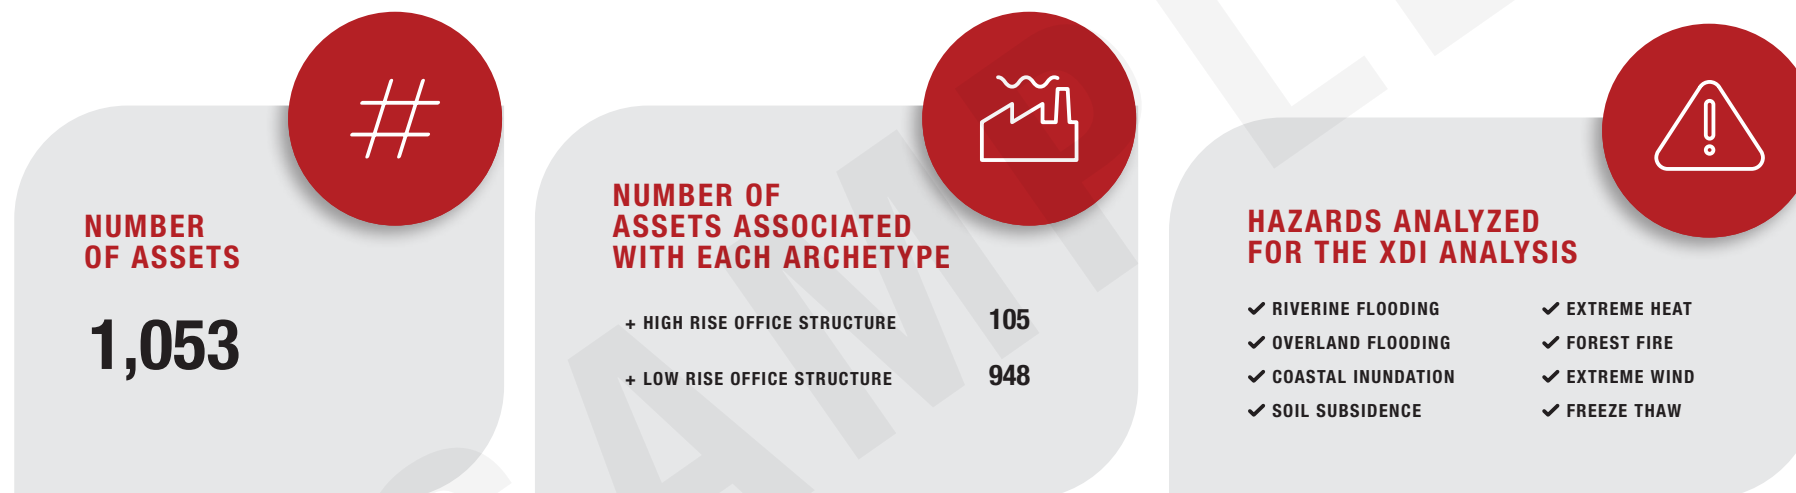 #
NUMBER
OF ASSETS
1,053
NUMBER OF
ASSETS ASSOCIATED
WITH EACH ARCHETYPE
+ HIGH RISE OFFICE STRUCTURE 105
+ LOW RISE OFFICE STRUCTURE 948
HAZARDS ANALYZED
FOR THE XDI ANALYSIS
✓ RIVERINE FLOODING
✓ OVERLAND FLOODING
✓ COASTAL INUNDATION
✓ SOIL SUBSIDENCE
✓ EXTREME HEAT
✓ FOREST FIRE
✓ EXTREME WIND
✓ FREEZE THAW
SAMPLE